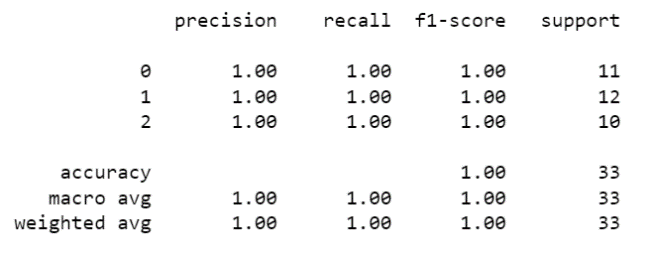 precision recall f1-score support
0 1.00 1.00 1.00 11
1 1.00 1.00 1.00 12
2 1.00 1.00 1.00 10
accuracy 1.00 33
macro avg 1.00 1.00 1.00 33
weighted avg 1.00 1.00 1.00 33